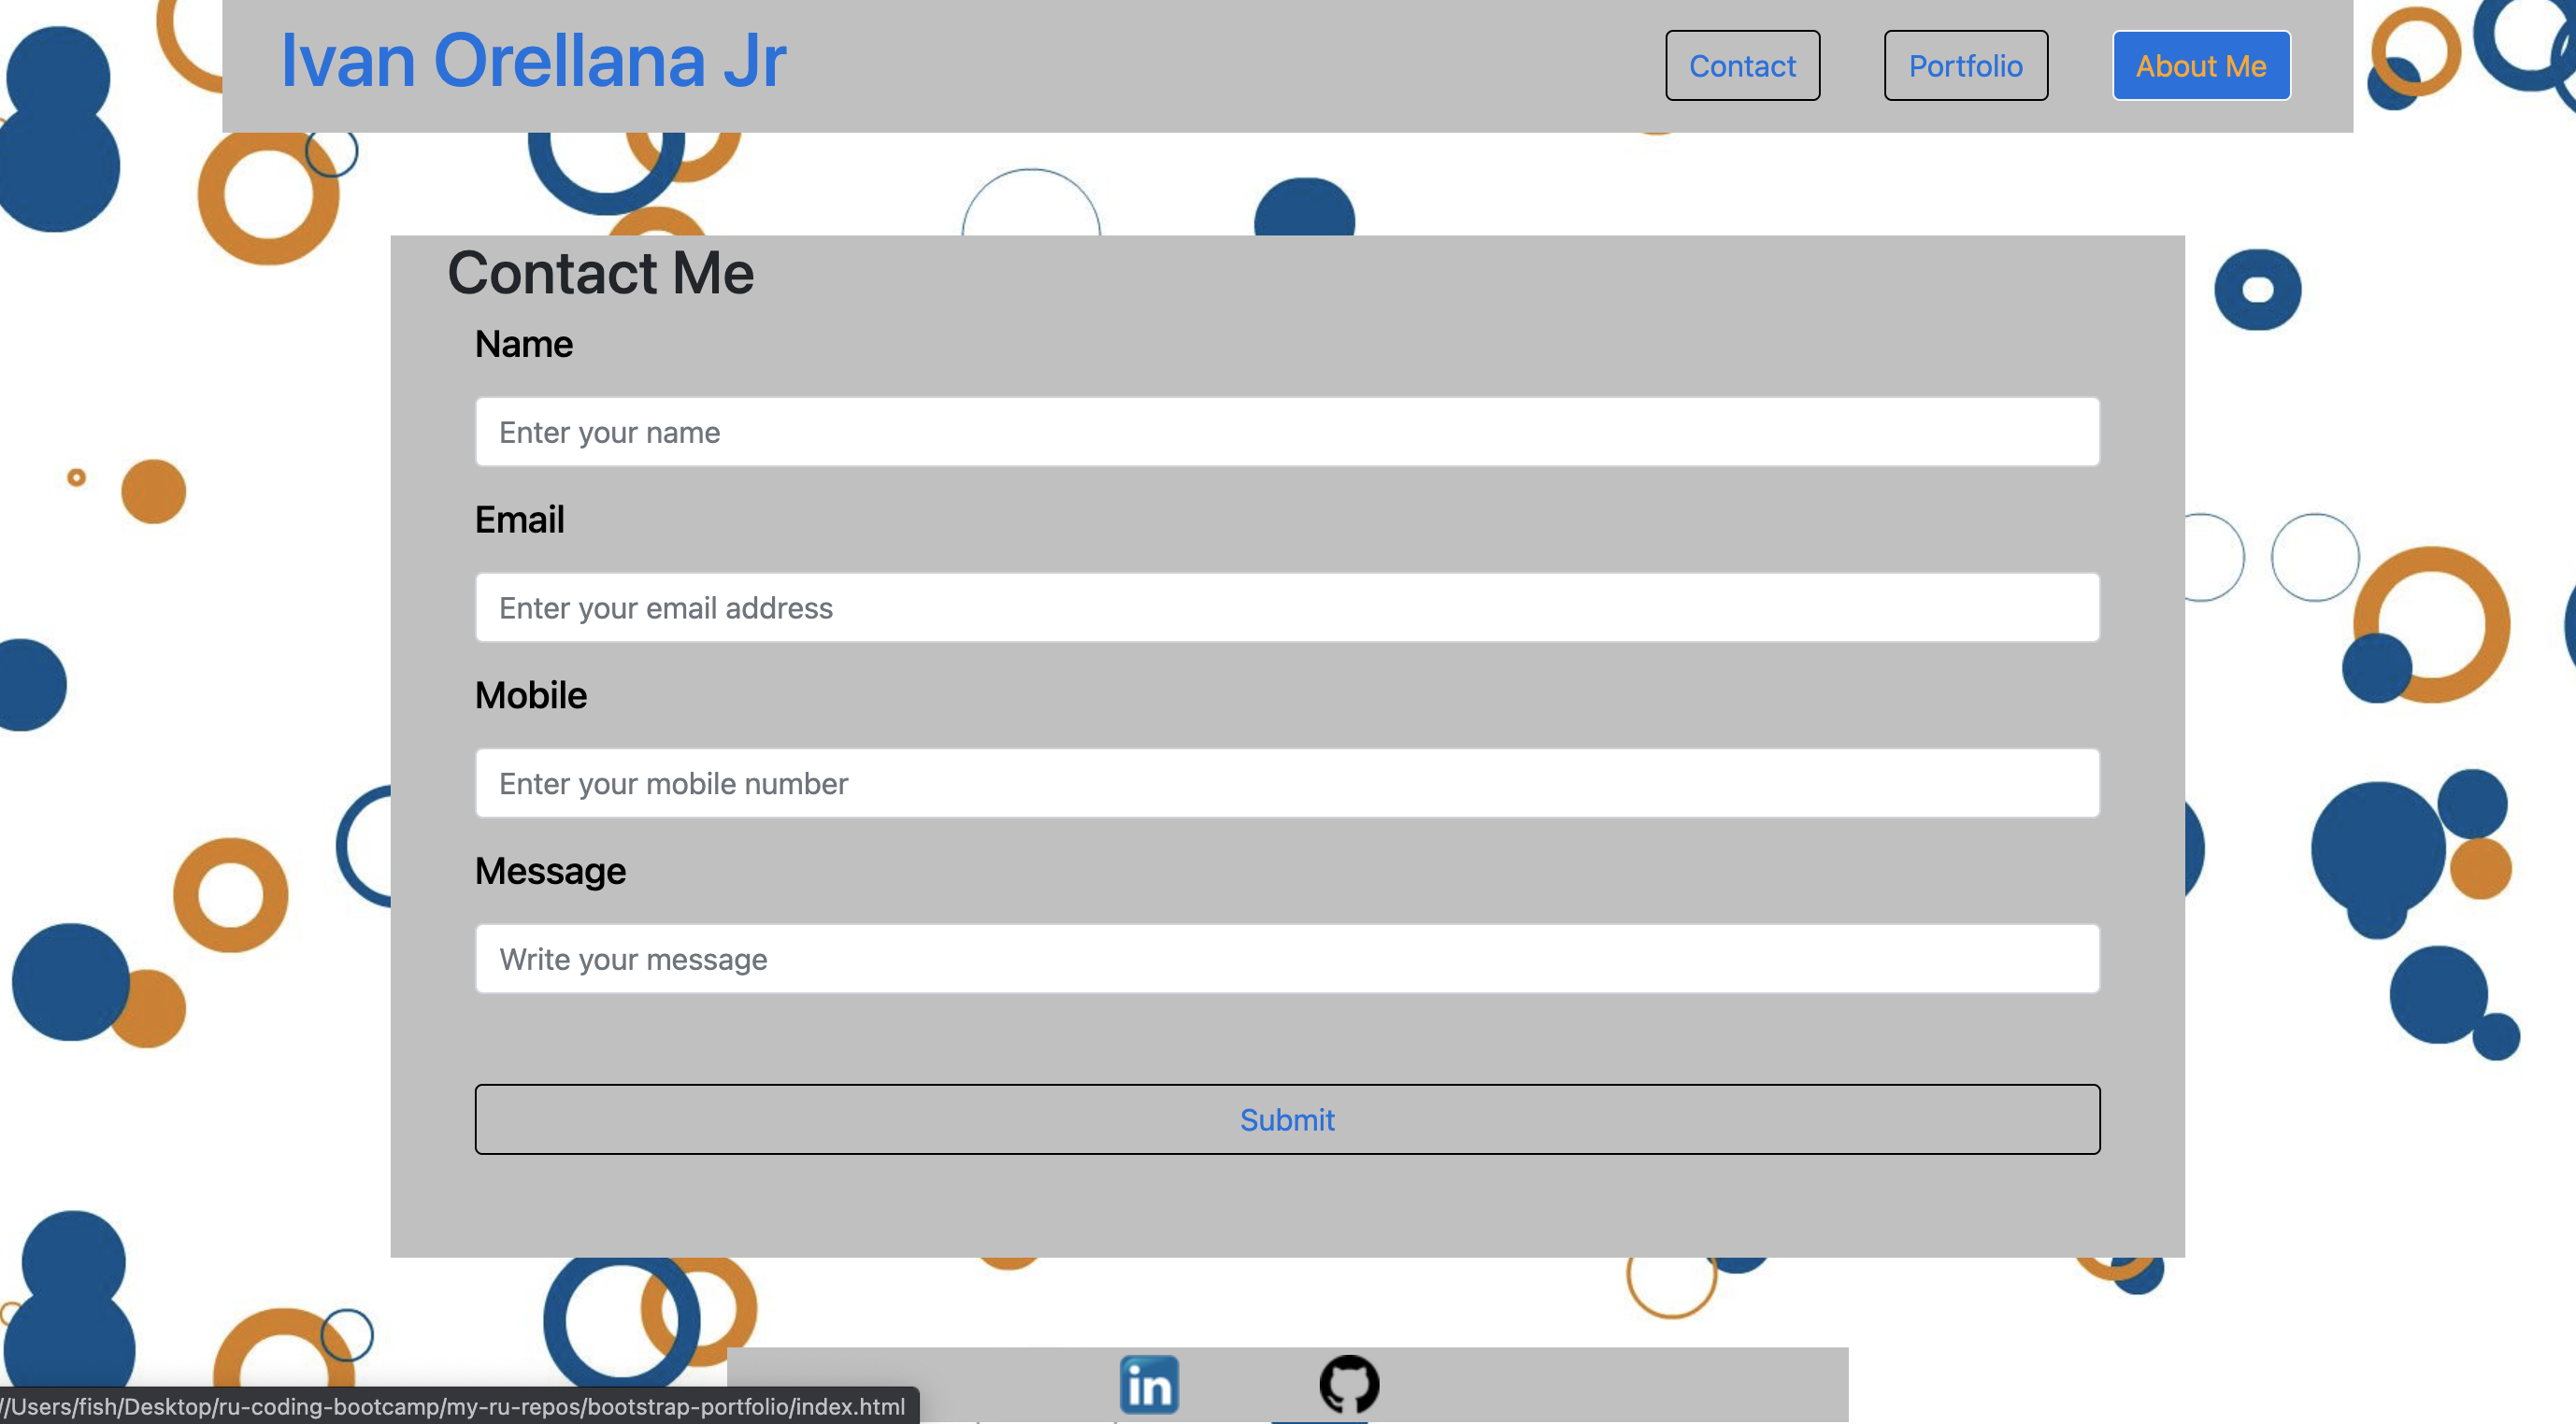 Ivan Orellana Jr
Contact
Portfolio
About Me
Contact Me
Name
Enter your name
Email
Enter your email address
Mobile
Enter your mobile number
Message
Write your message
Submit
in
//Users/fish/Desktop/ru-coding-bootcamp/my-ru-repos/bootstrap-portfolio/index.html